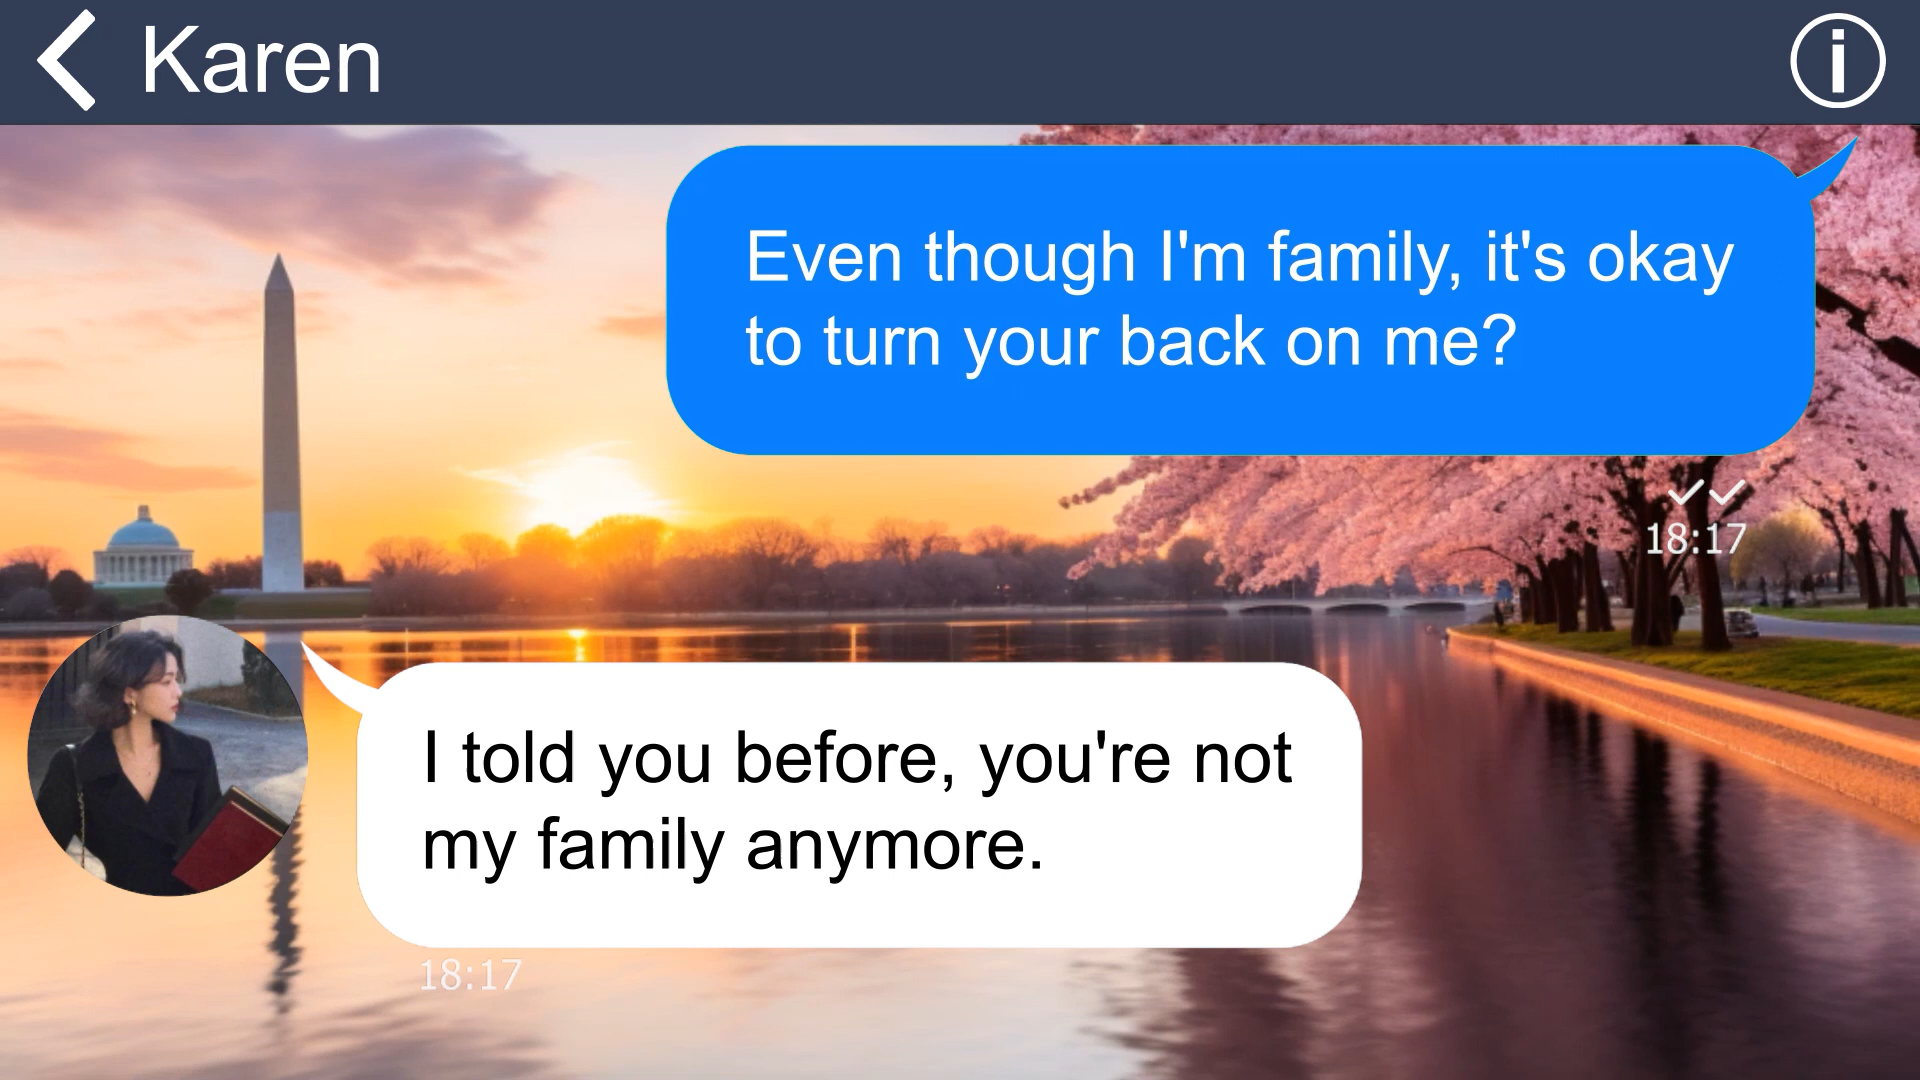 Karen
Even though I'm family, it's okay
to turn your back on me?
18:17
I told you before, you're not
my family anymore.
18:17